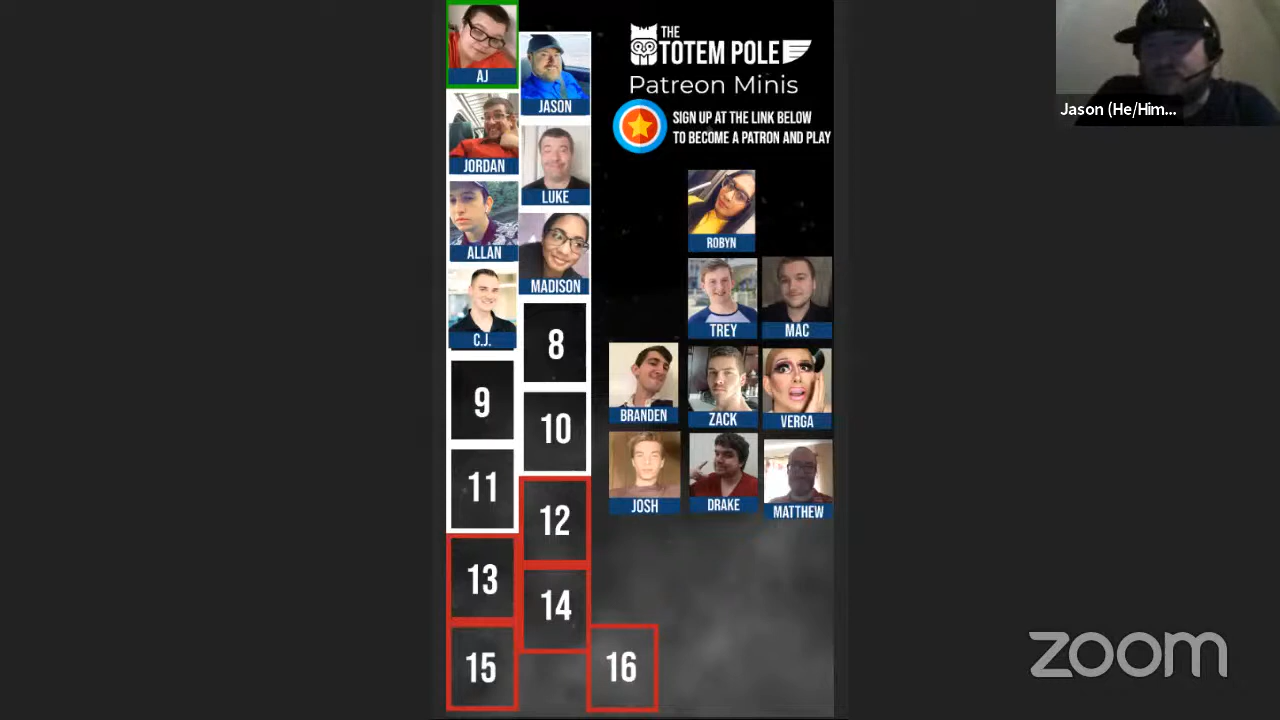 AJ
JASON
JORDAN
LUKE
ALLAN
MADISON
C.J.
8
9
10
11
12
13
14
15
16
THE
TOTEM POLE
Patreon Minis
SIGN UP AT THE LINK BELOW
TO BECOME A PATRON AND PLAY
ROBYN
TREY
MAC
BRANDEN
ZACK
VERGA
JOSH
DRAKE
MATTHEW
Jason (He/Him...
zoom